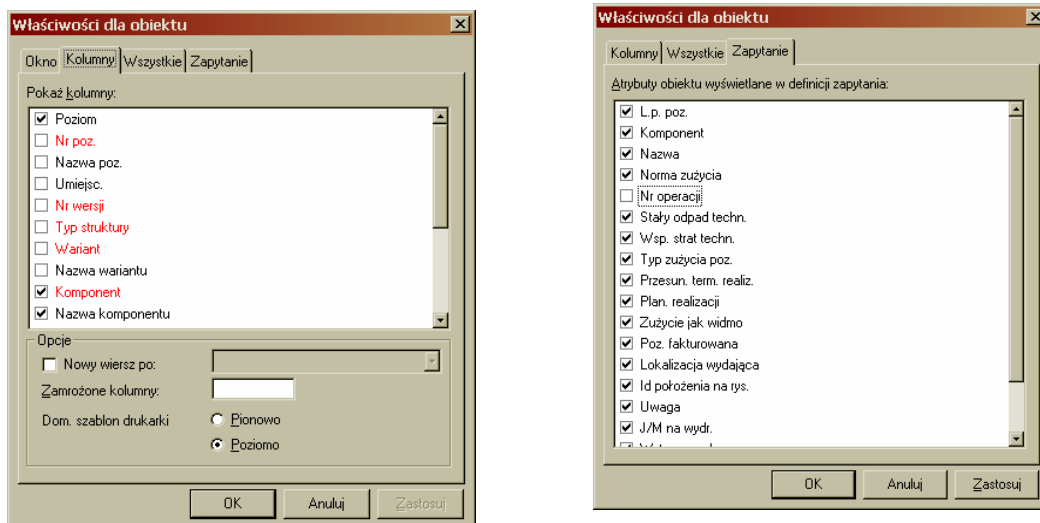 Właściwości dla obiektu
Okno Kolumny Wszystkie Zapytanie
Pokaż kolumny:
Poziom
Nr poz.
Nazwa poz.
Umiejsc.
Nr wersji
Typ struktury
Wariant
Nazwa wariantu
Komponent
Nazwa komponentu
Opcje
Nowy wiersz po:
Zamrożone kolumny:
Dom. szablon drukarki
Pionowo
Poziomo
OK Anuluj Zastosuj
Właściwości dla obiektu
Kolumny Wszystkie Zapytanie
Atrybuty obiektu wyświetlane w definicji zapytania:
L.p. poz.
Komponent
Nazwa
Norma zużycia
Nr operacji
Stały odpad techn.
Wsp. strat techn.
Typ zużycia poz.
Przesun. term. realiz.
Plan. realizacji
Zużycie jak widmo
Poz. fakturowana
Lokalizacja wydająca
Id położenia na rys.
Uwaga
J/M na wydr.
OK Anuluj Zastosuj